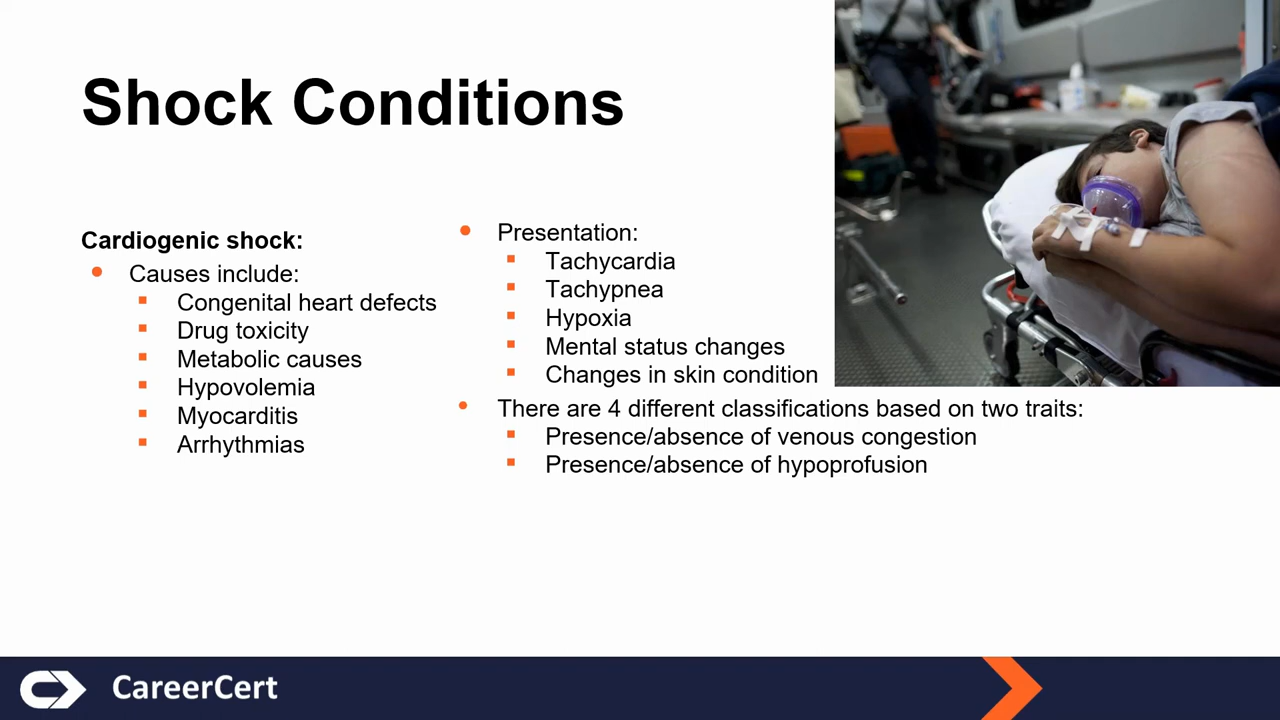 Shock Conditions
Cardiogenic shock:
Causes include:
Congenital heart defects
Drug toxicity
Metabolic causes
Hypovolemia
Myocarditis
Arrhythmias
Presentation:
Tachycardia
Tachypnea
Hypoxia
Mental status changes
Changes in skin condition
There are 4 different classifications based on two traits:
Presence/absence of venous congestion
Presence/absence of hypoprofusion
CareerCert